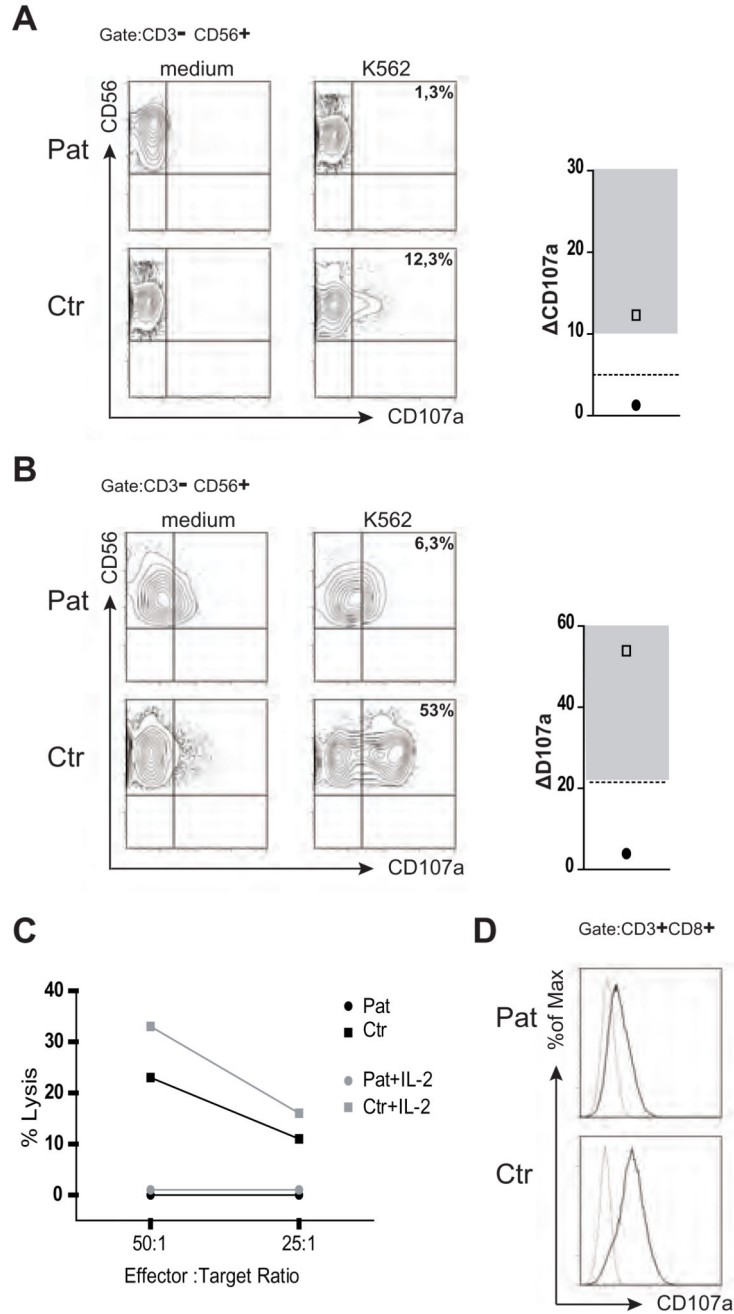 A
Gate:CD3- CD56+
medium K562
CD56
Pat
1,3%
Ctr
12,3%
CD107a
ΔCD107a
30
20
10
0
B
Gate:CD3- CD56+
medium K562
CD56
Pat
6,3%
Ctr
53%
CD107a
ΔD107a
60
40
20
0
C
% Lysis
40
30
20
10
0
50:1 25:1
Effector :Target Ratio
Pat
Ctr
Pat+IL-2
Ctr+IL-2
D
Gate:CD3+CD8+
%of Max
Pat
Ctr
CD107a